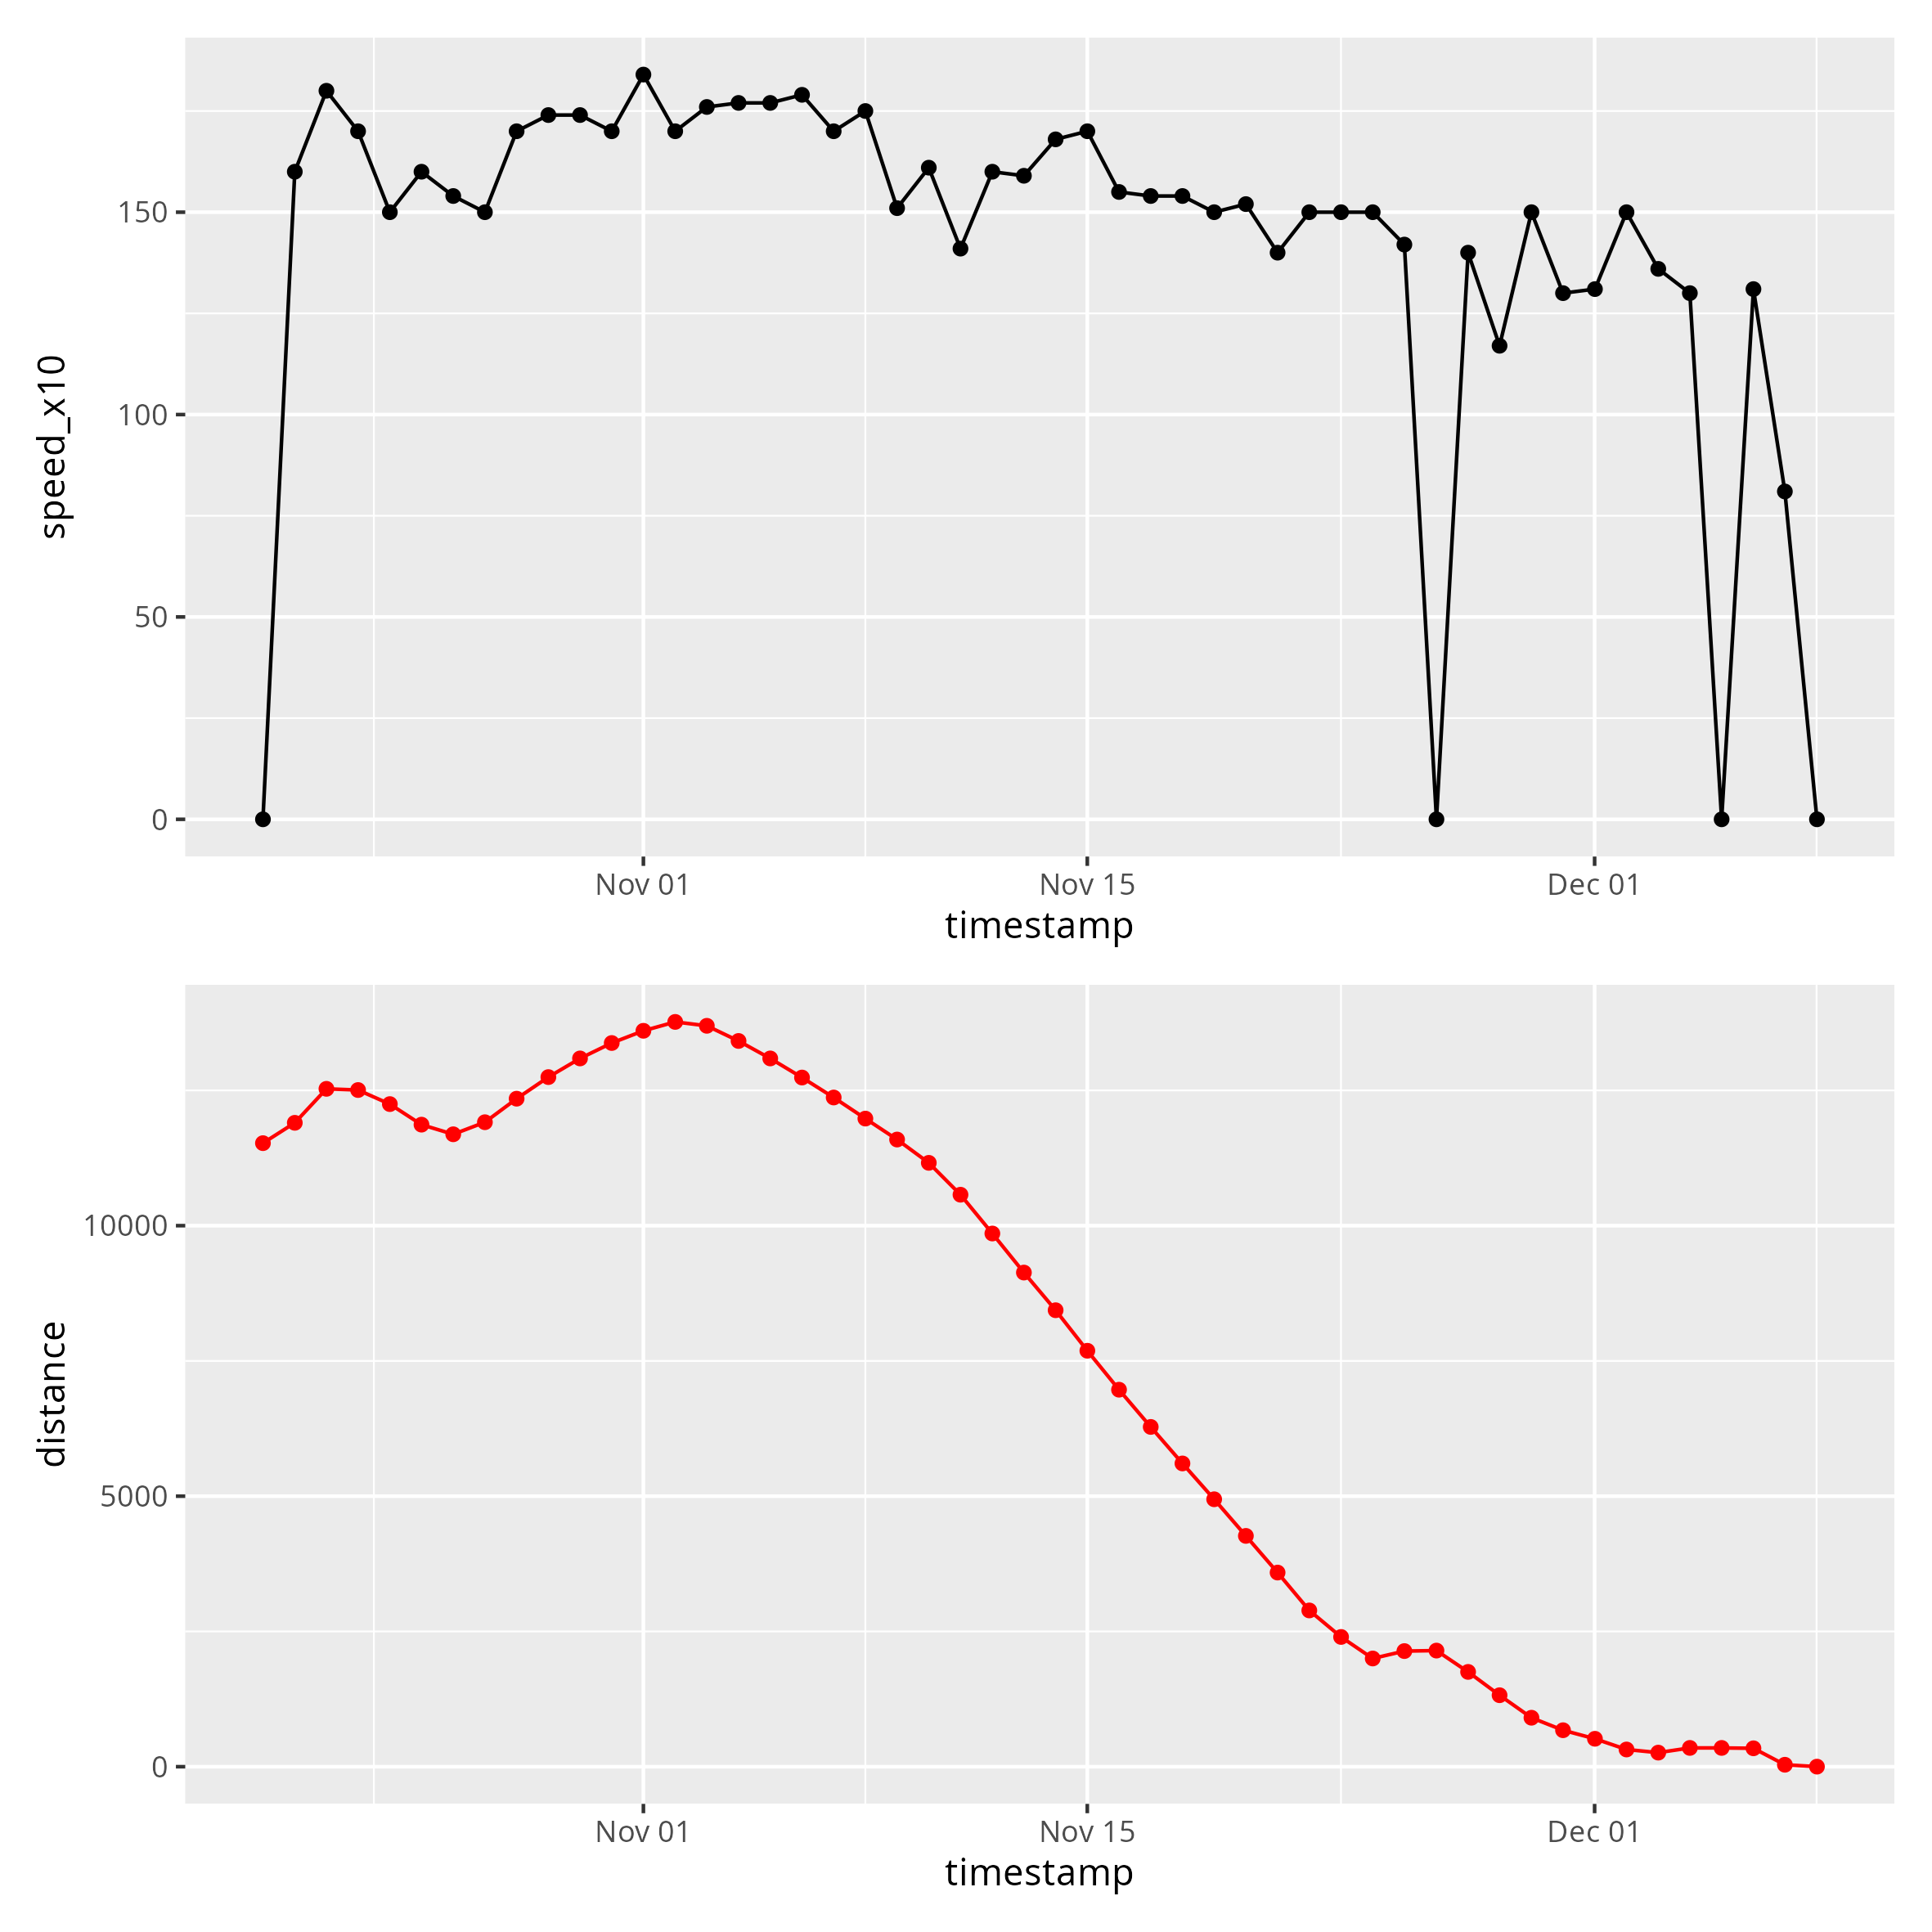 speed_x10
150
100
50
0
Nov 01 Nov 15 Dec 01
timestamp
distance
10000
5000
0
Nov 01 Nov 15 Dec 01
timestamp